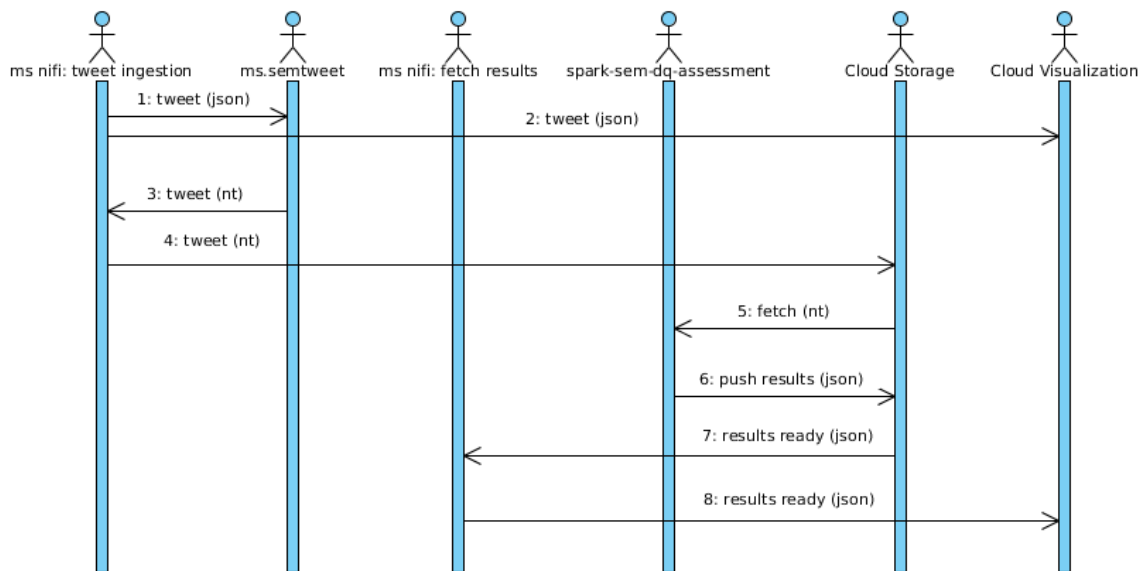 ms nifi: tweet ingestion
ms.semtweet
ms nifi: fetch results
spark-sem-dq-assessment
Cloud Storage
Cloud Visualization
1: tweet (json)
2: tweet (json)
3: tweet (nt)
4: tweet (nt)
5: fetch (nt)
6: push results (json)
7: results ready (json)
8: results ready (json)